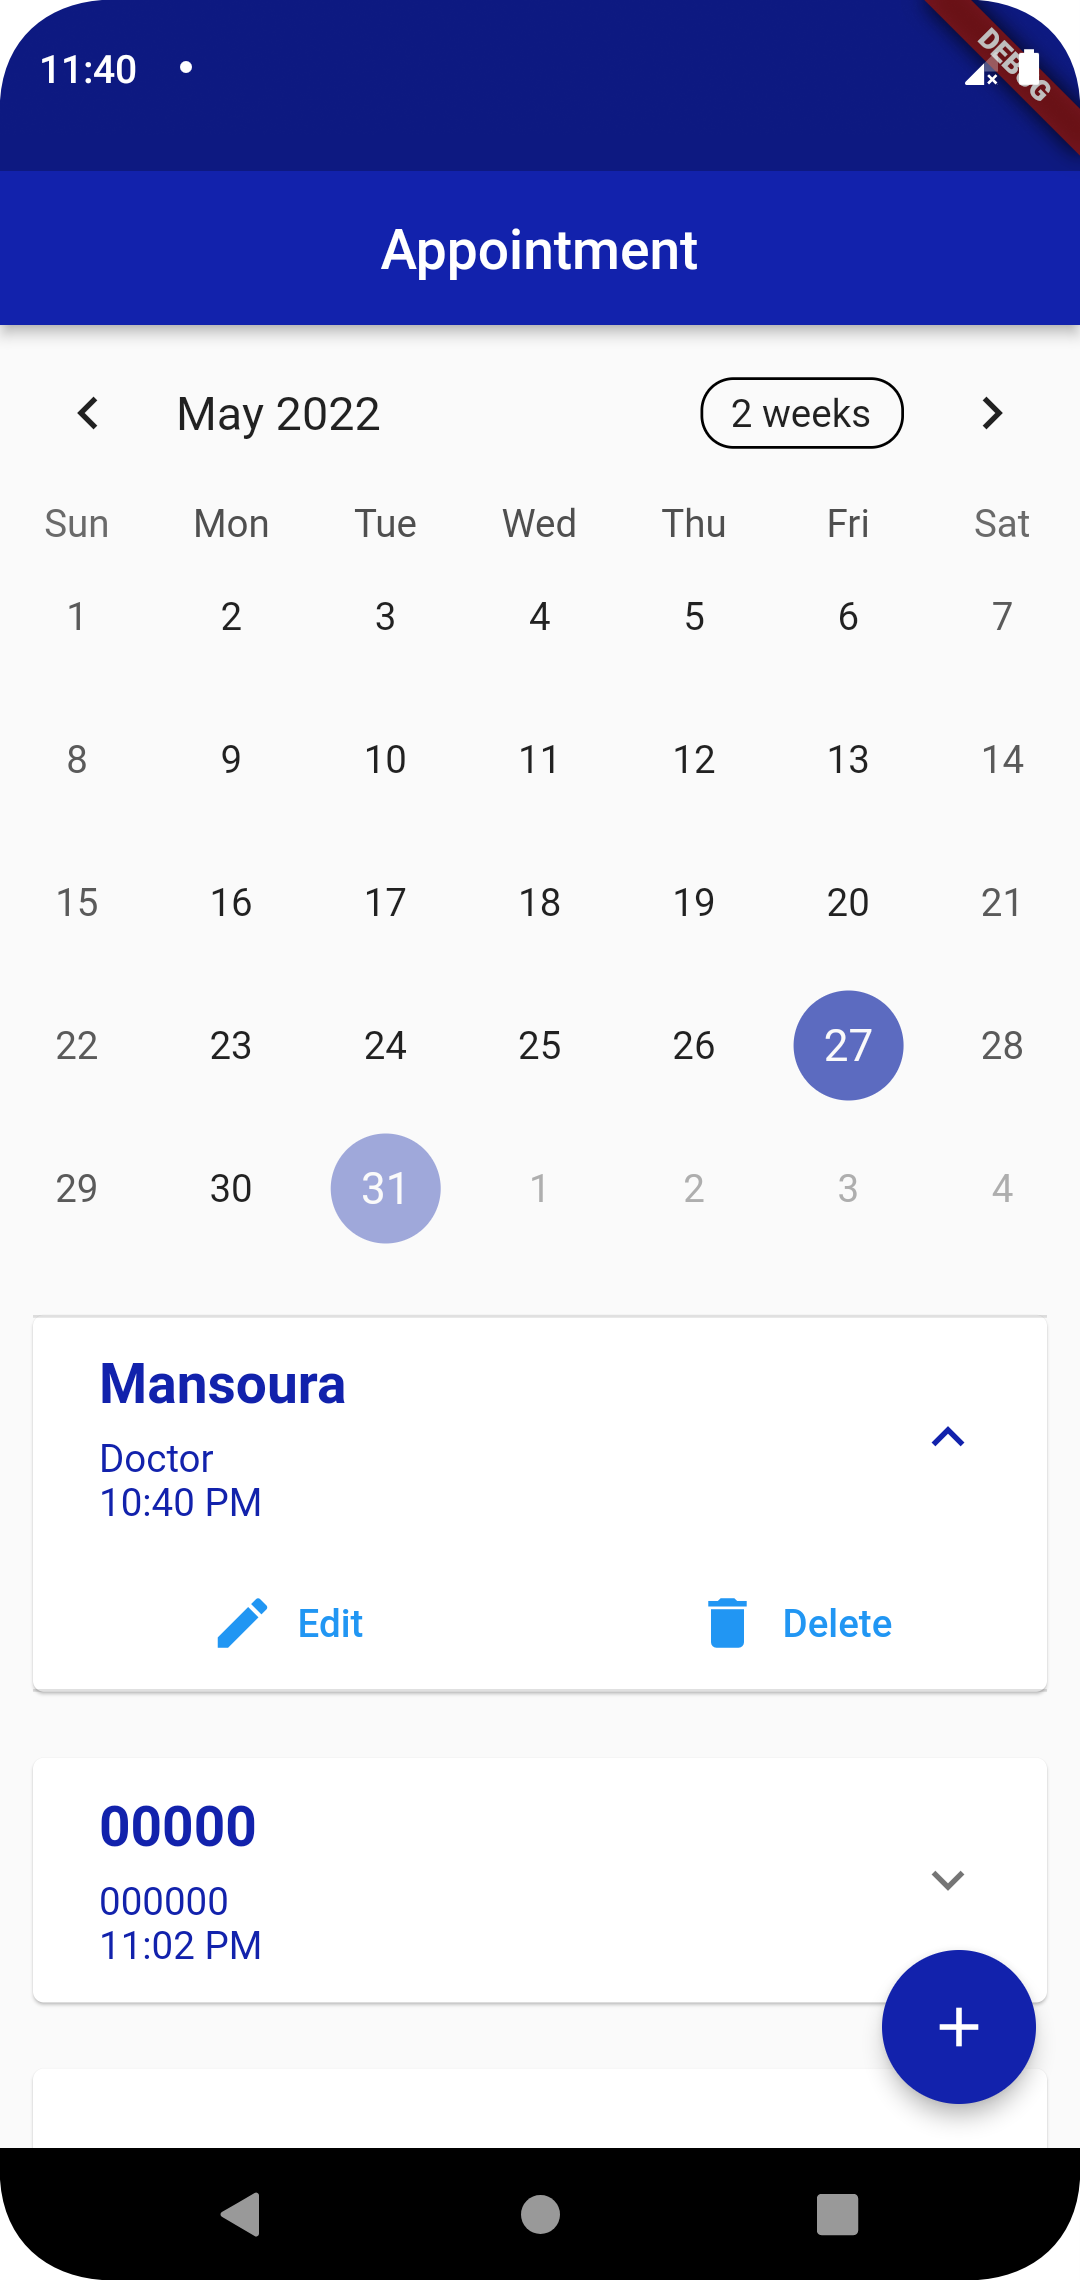 11:40
DEBUG
Appointment
May 2022 2 weeks
Sun Mon Tue Wed Thu Fri Sat
1 2 3 4 5 6 7
8 9 10 11 12 13 14
15 16 17 18 19 20 21
22 23 24 25 26 27 28
29 30 31 1 2 3 4
Mansoura
Doctor
10:40 PM
Edit Delete
00000
000000
11:02 PM